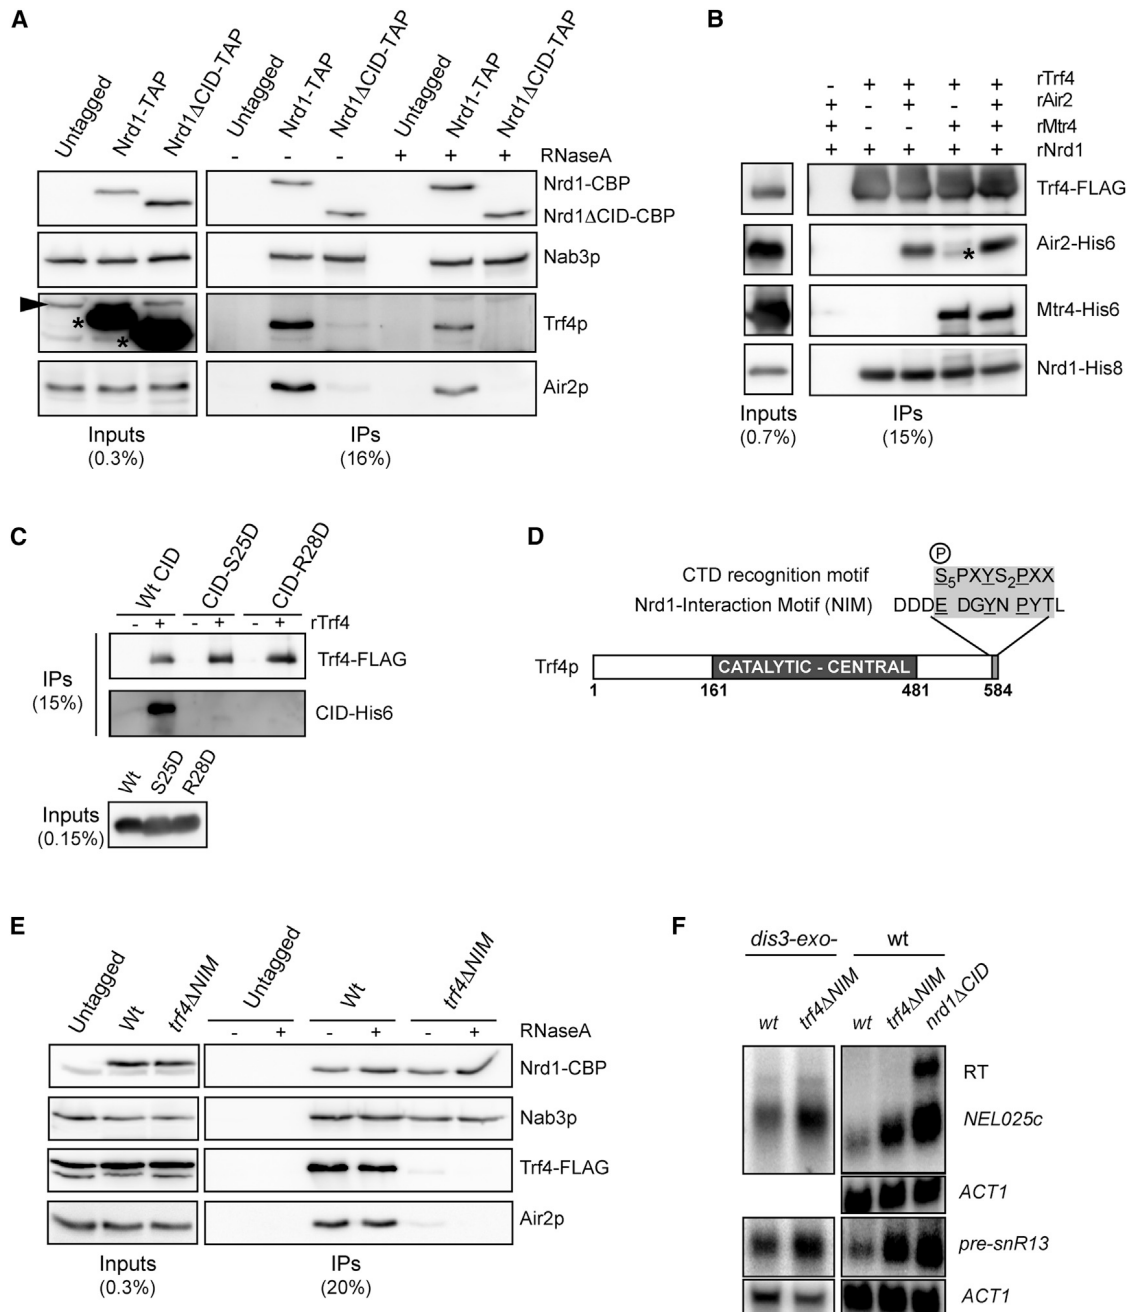 A
Untagged
Nrd1-TAP
Nrd1ΔCID-TAP
Untagged
Nrd1-TAP
Nrd1ΔCID-TAP
Untagged
Nrd1-TAP
Nrd1ΔCID-TAP
- - - + + + RNaseA
Nrd1-CBP
Nrd1ΔCID-CBP
Nab3p
* * Trf4p
Air2p
Inputs IPs
(0.3%) (16%)
B
- + + + + rTrf4
+ - + - + rAir2
+ - - + + rMtr4
+ + + + + rNrd1
Trf4-FLAG
* Air2-His6
Mtr4-His6
Nrd1-His8
Inputs IPs
(0.7%) (15%)
C
Wt CID
CID-S25D
CID-R28D
- + - + - + rTrf4
Trf4-FLAG
IPs
(15%)
CID-His6
Wt
S25D
R28D
Inputs
(0.15%)
D
P
CTD recognition motif S5PXYS2PXX
Nrd1-Interaction Motif (NIM) DDDE DGYN PYTL
Trf4p CATALYTIC - CENTRAL
1 161 481 584
E
Untagged
Wt
trf4ΔNIM
Untagged
Wt
trf4ΔNIM
- + - + - + RNaseA
Nrd1-CBP
Nab3p
Trf4-FLAG
Air2p
Inputs IPs
(0.3%) (20%)
F
dis3-exo- wt
wt
trf4ΔNIM
wt
trf4ΔNIM
nrd1ΔCID
RT
NEL025c
ACT1
pre-snR13
ACT1